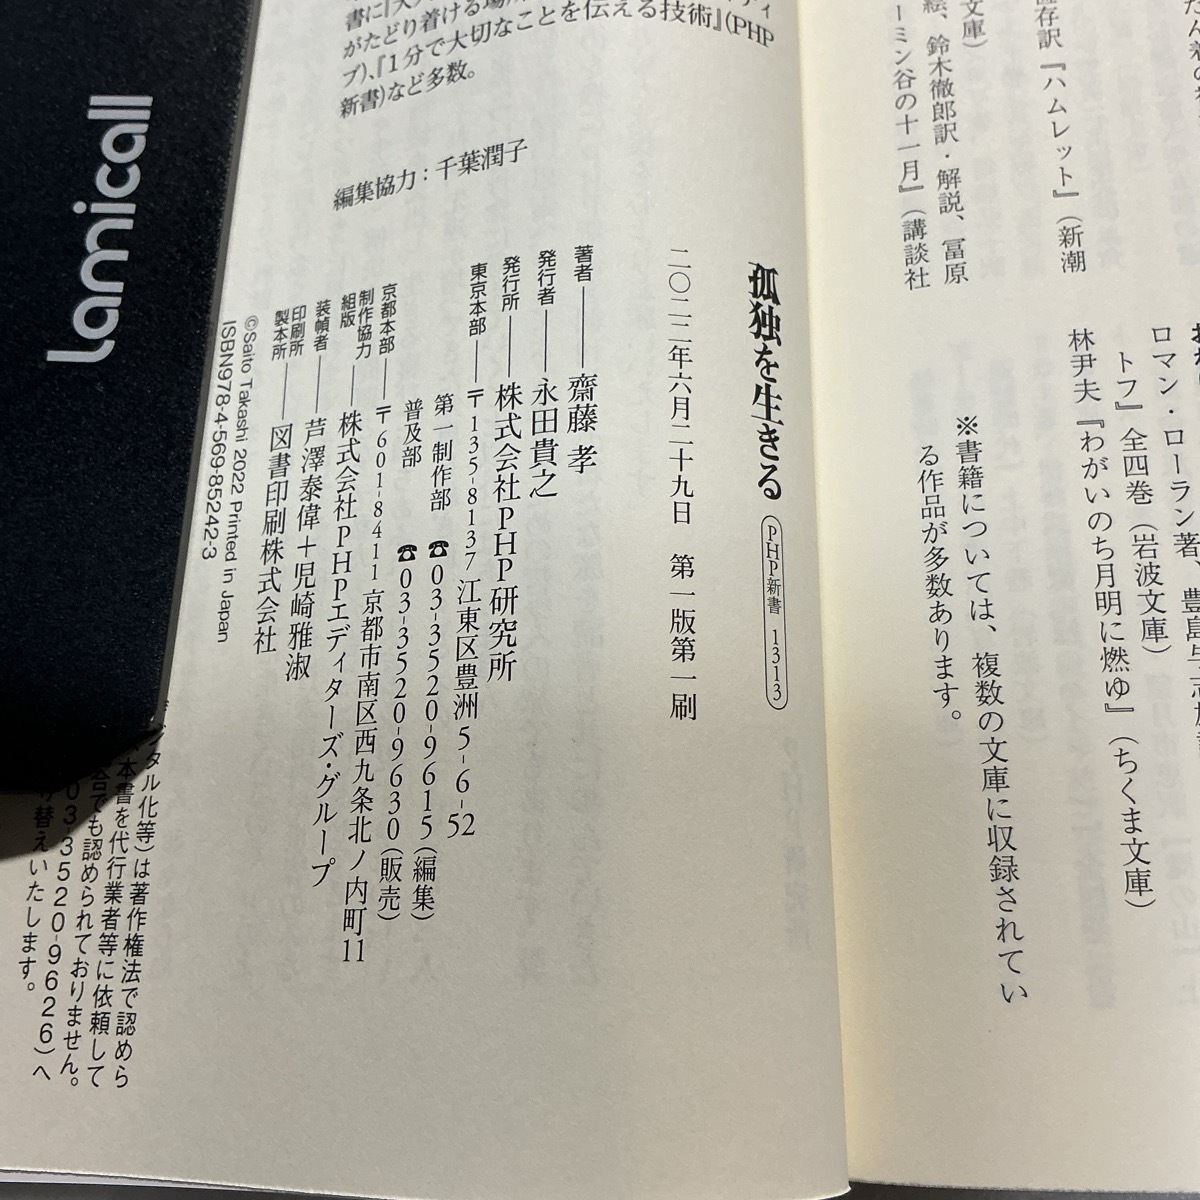 たん
存訳『ハムレット』（新潮
文庫）
絵、鈴木徹郎訳・解説、冨原
ーミン谷の十一月』（講談社
ロマン・ローラン著、豊島与志雄訳
トフ』全四巻（岩波文庫）
林尹夫『わがいのち月明に燃ゆ』（ちくま文庫）
※書籍については、複数の文庫に収録されてい
る作品が多数あります。
がたどり着ける場所
を伝える技術』(PHP
ブ)、『1分で大切なこと
新書)など多数。
編集協力：千葉潤子
孤独を生きる
PHP新書 1313
二〇二二年六月二十九日 第一版第一刷
著者 齋藤 孝
発行者 永田貴之
発行所 株式会社PHP研究所
東京本部 〒135-8137 江東区豊洲5-6-52
第一制作部 ☎03-3520-9615(編集)
普及部 ☎03-3520-9630(販売)
京都本部 〒601-8411 京都市南区西九条北ノ内町11
制作協力
組版 株式会社PHPエディターズ・グループ
装幀者 芦澤泰偉＋児崎雅淑
印刷所
製本所 図書印刷株式会社
©Saito Takashi 2022 Printed in Japan
ISBN978-4-569-85242-3
ジタル化等)は著作権法で認めら
本書を代行業者等に依頼して
合でも認められておりません。
03-3520-9626)へ
り替えいたします。
Lamicall